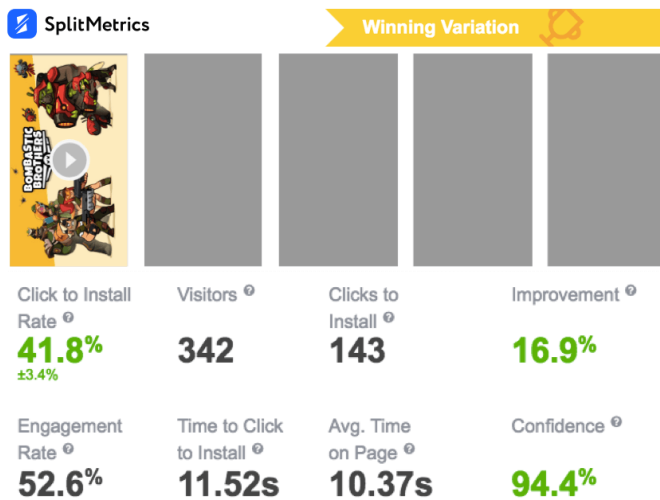 SplitMetrics
Winning Variation
BOMBASTIC
BROTHERS
Click to Install
Rate ?
41.8%
±3.4%
Visitors ?
342
Clicks to
Install ?
143
Improvement ?
16.9%
Engagement
Rate ?
52.6%
Time to Click
to Install ?
11.52s
Avg. Time
on Page ?
10.37s
Confidence ?
94.4%